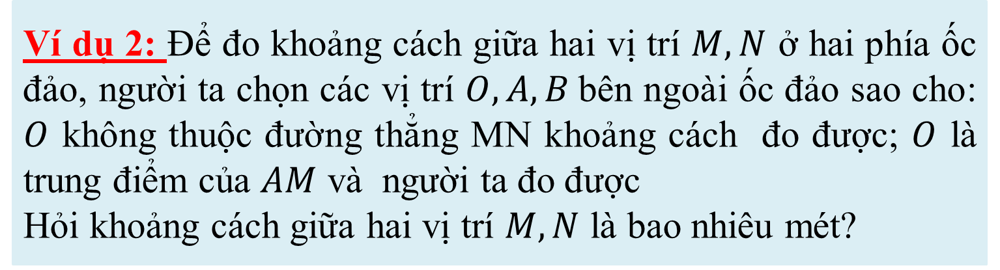 Ví dụ 2: Để đo khoảng cách giữa hai vị trí M, N ở hai phía ốc
đảo, người ta chọn các vị trí O, A, B bên ngoài ốc đảo sao cho:
O không thuộc đường thẳng MN khoảng cách đo được; O là
trung điểm của AM và người ta đo được
Hỏi khoảng cách giữa hai vị trí M, N là bao nhiêu mét?